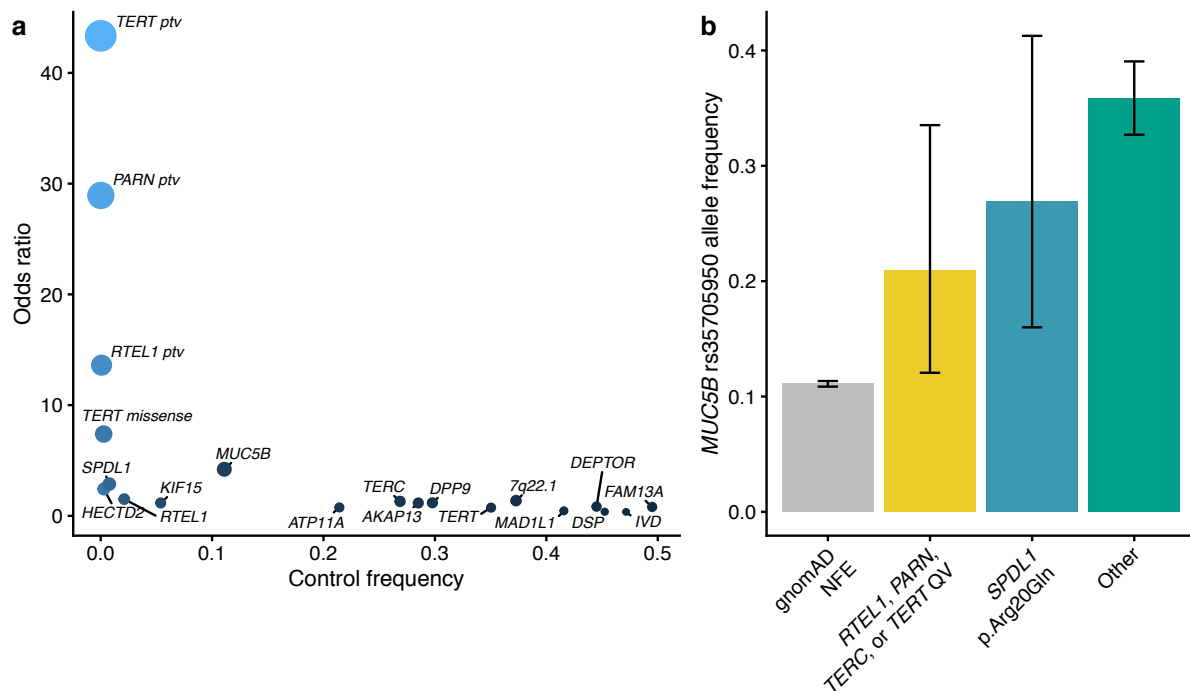 a
TERT ptv
PARN ptv
RTEL1 ptv
TERT missense
SPDL1
HECTD2
RTEL1
KIF15
MUC5B
ATP11A
TERC
AKAP13
DPP9
TERT
7q22.1
MAD1L1
DEPTOR
DSP
FAM13A
IVD
Odds ratio
40
30
20
10
0
0.0 0.1 0.2 0.3 0.4 0.5
Control frequency
b
MUC5B rs35705950 allele frequency
0.4
0.3
0.2
0.1
0.0
gnomAD
NFE
RTEL1, PARN,
TERC, or TERT QV
SPDL1
p.Arg20Gln
Other